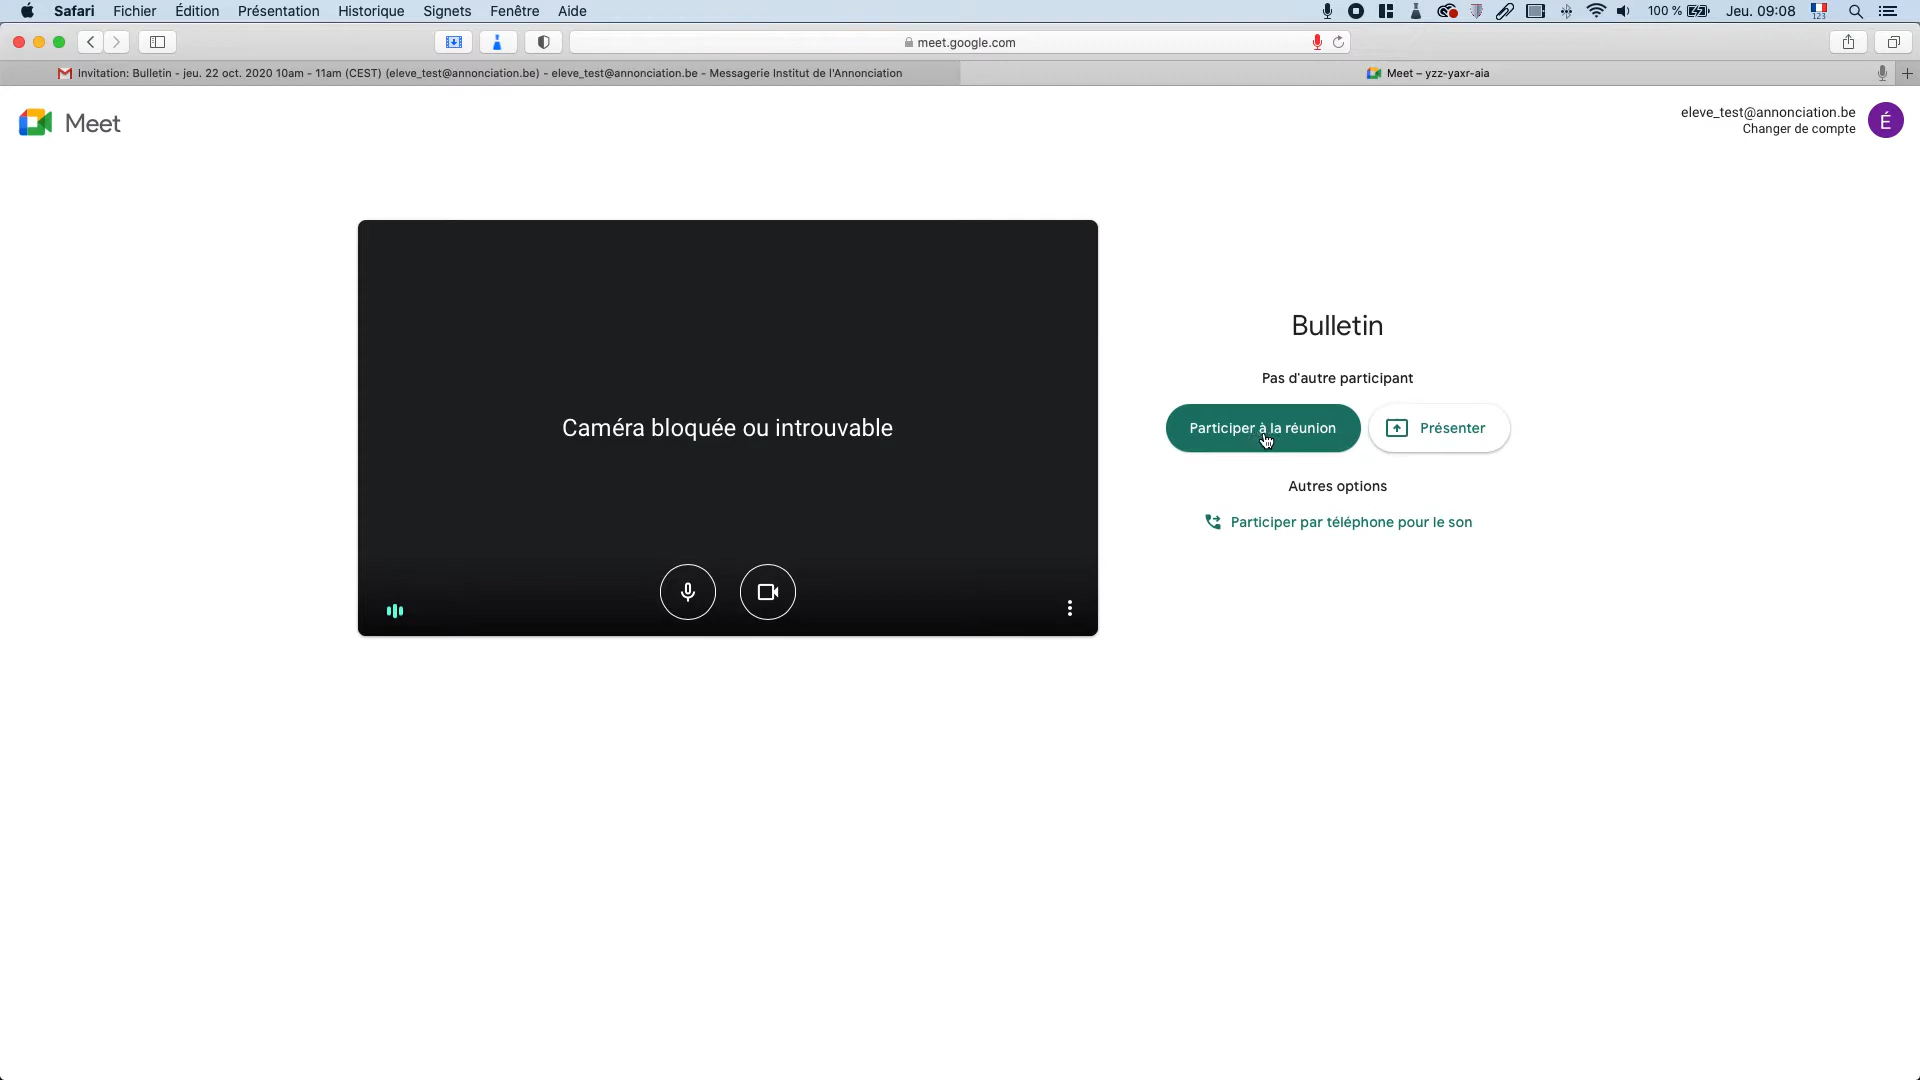 Safari Fichier Édition Présentation Historique Signets Fenêtre Aide 100 % Jeu. 09:08 123
meet.google.com
Invitation: Bulletin - jeu. 22 oct. 2020 10am - 11am (CEST) (eleve_test@annonciation.be) - eleve_test@annonciation.be - Messagerie Institut de l'Annonciation
Meet – yzz-yaxr-aia
Meet
eleve_test@annonciation.be
Changer de compte
É
Caméra bloquée ou introuvable
Bulletin
Pas d'autre participant
Participer à la réunion
Présenter
Autres options
Participer par téléphone pour le son